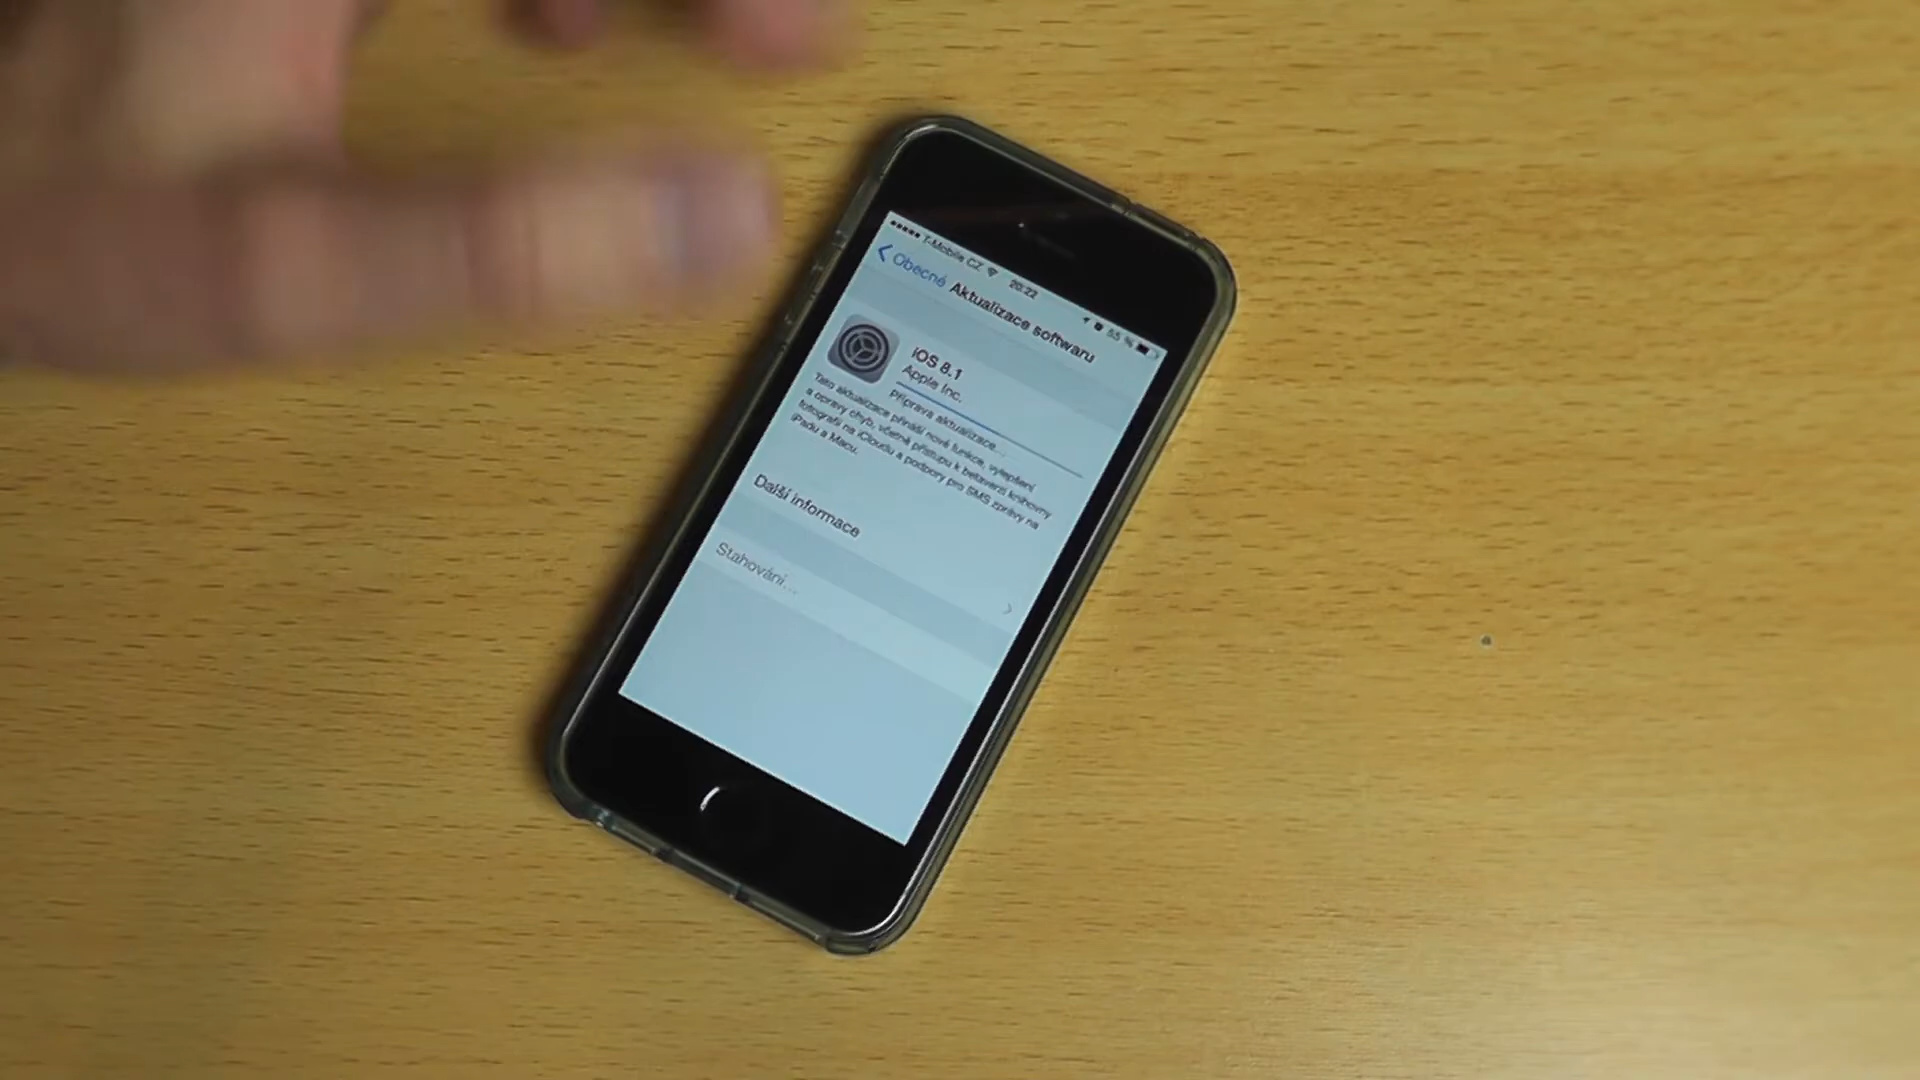 T-Mobile CZ 20:22 55 %
Obecné Aktualizace softwaru
iOS 8.1
Apple Inc.
Příprava aktualizace...
Tato aktualizace přináší nové funkce, vylepšení
a opravy chyb, včetně přístupu k betaverzi knihovny
fotografií na iCloudu a podpory pro SMS zprávy na
iPadu a Macu.
Další informace
Stahování...